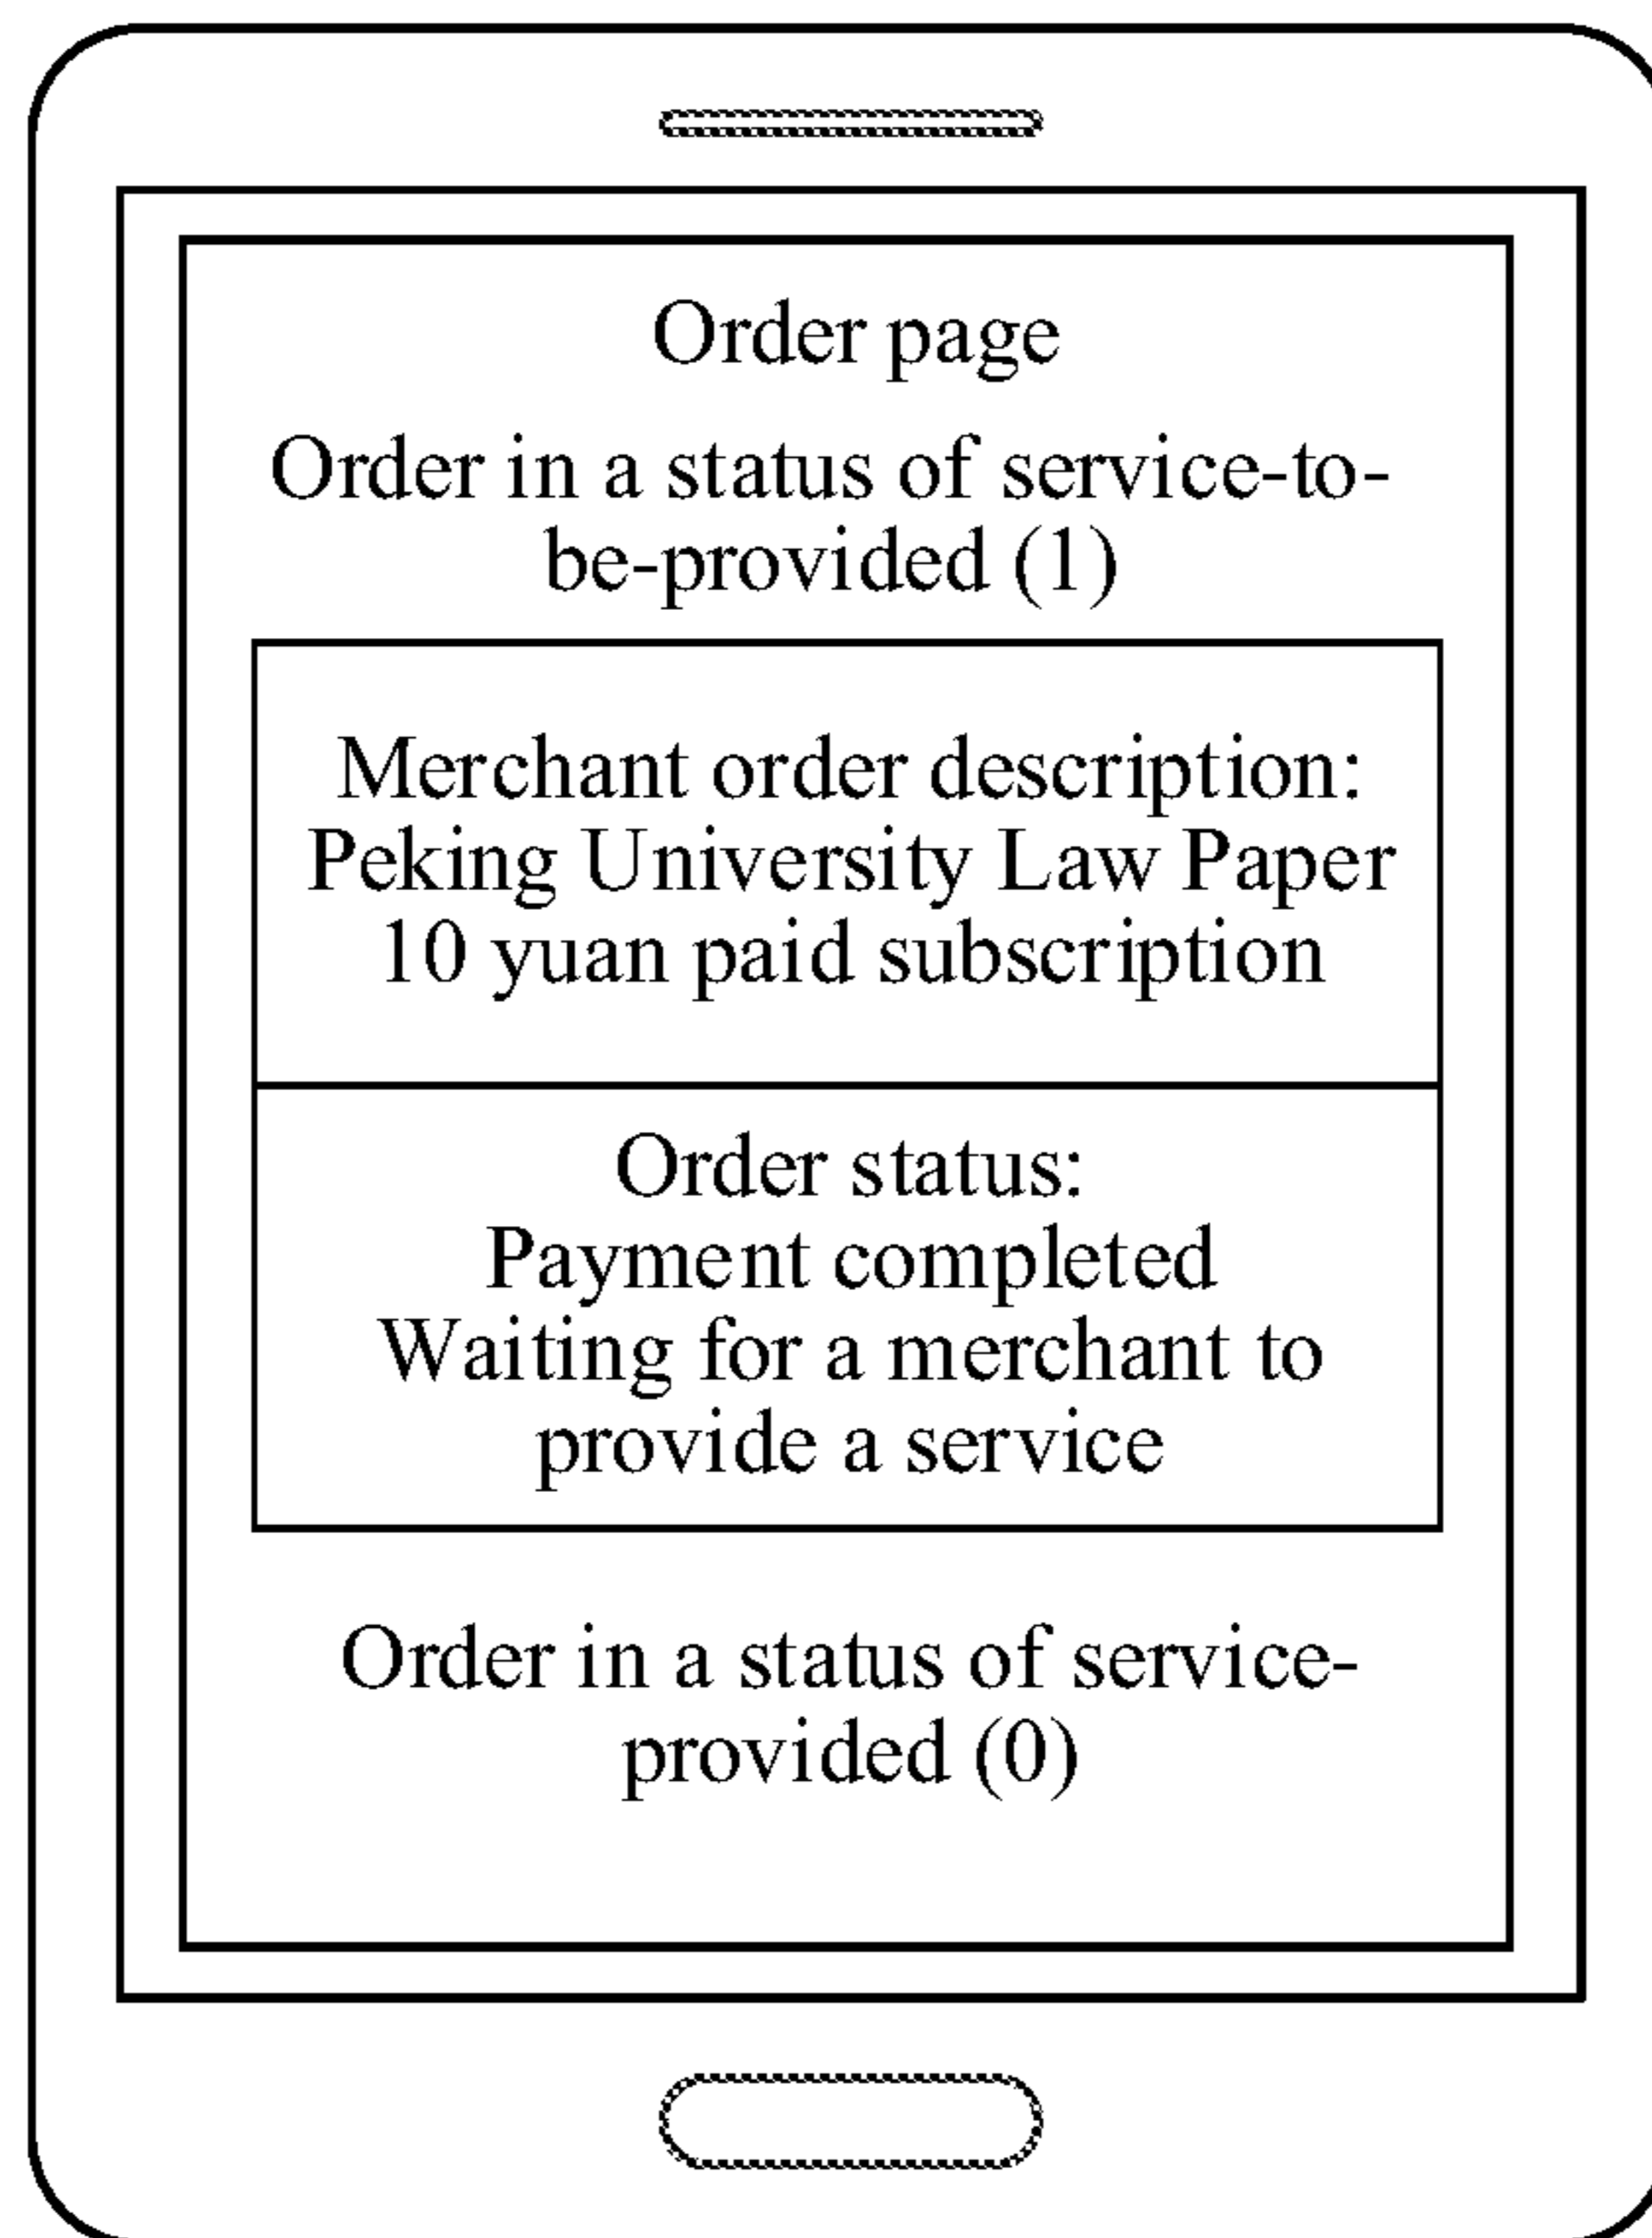 Order page
Order in a status of service-to-
be-provided (1)
Merchant order description:
Peking University Law Paper
10 yuan paid subscription
Order status:
Payment completed
Waiting for a merchant to
provide a service
Order in a status of service-
provided (0)